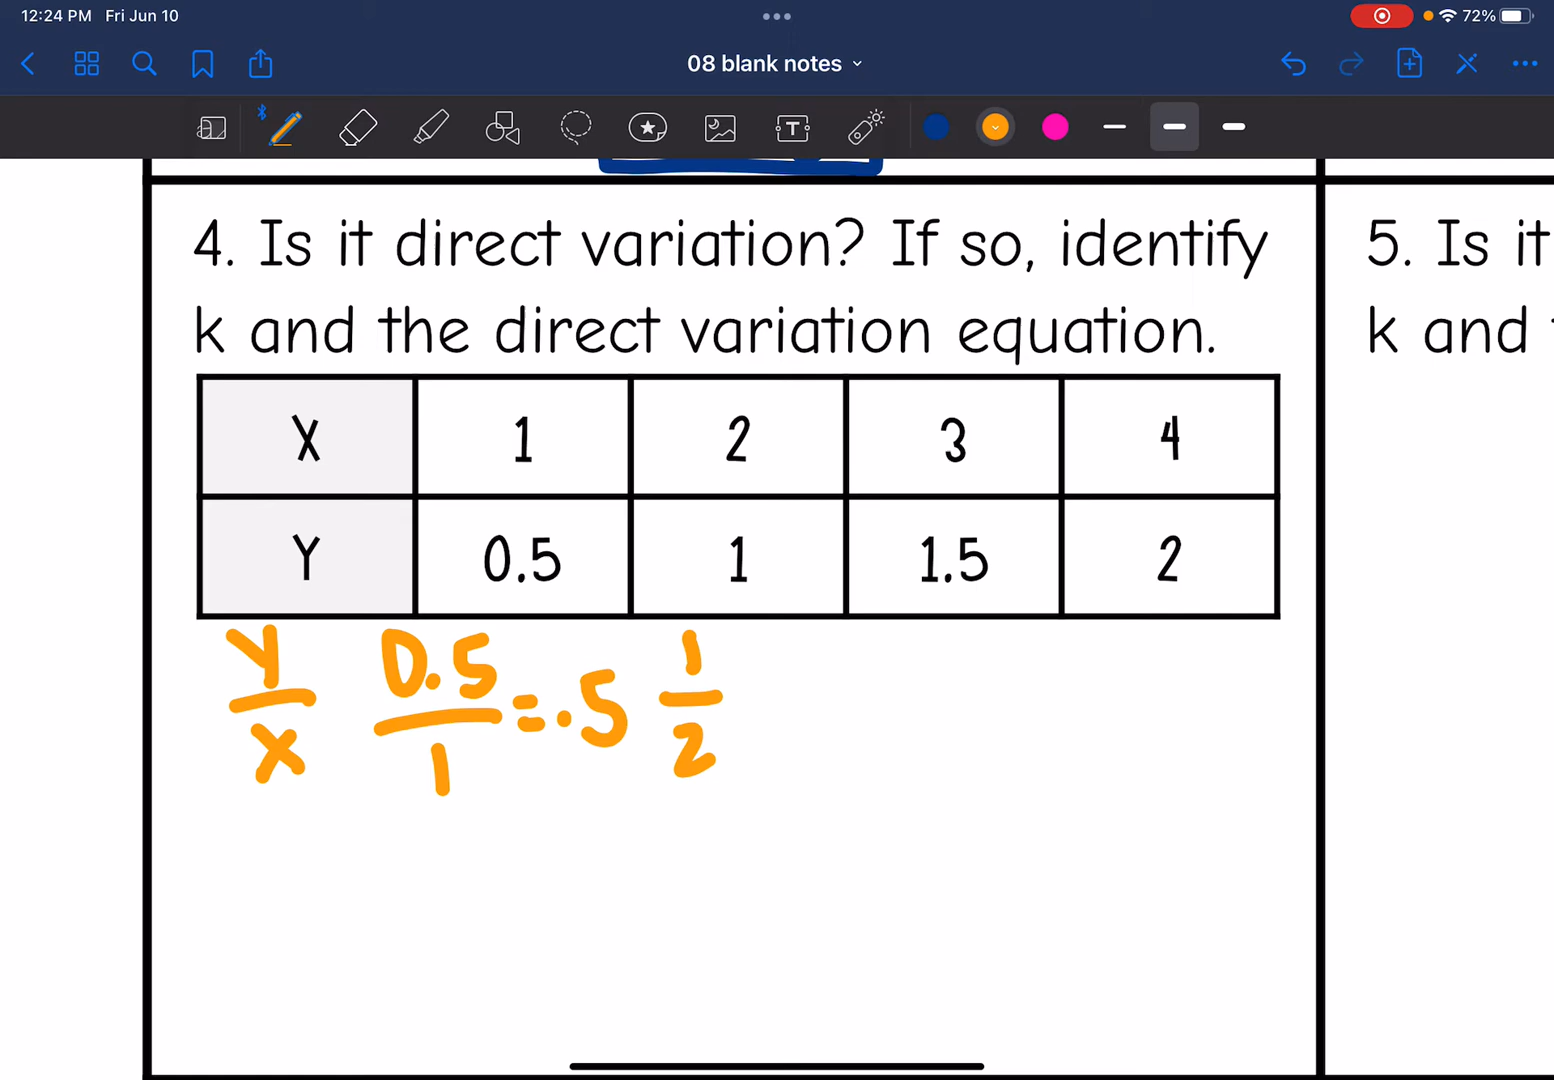 12:24 PM Fri Jun 10
72%
08 blank notes
4. Is it direct variation? If so, identify
k and the direct variation equation.
X 1 2 3 4
Y 0.5 1 1.5 2
y/x 0.5/1 = .5 1/2
5. Is it
k and